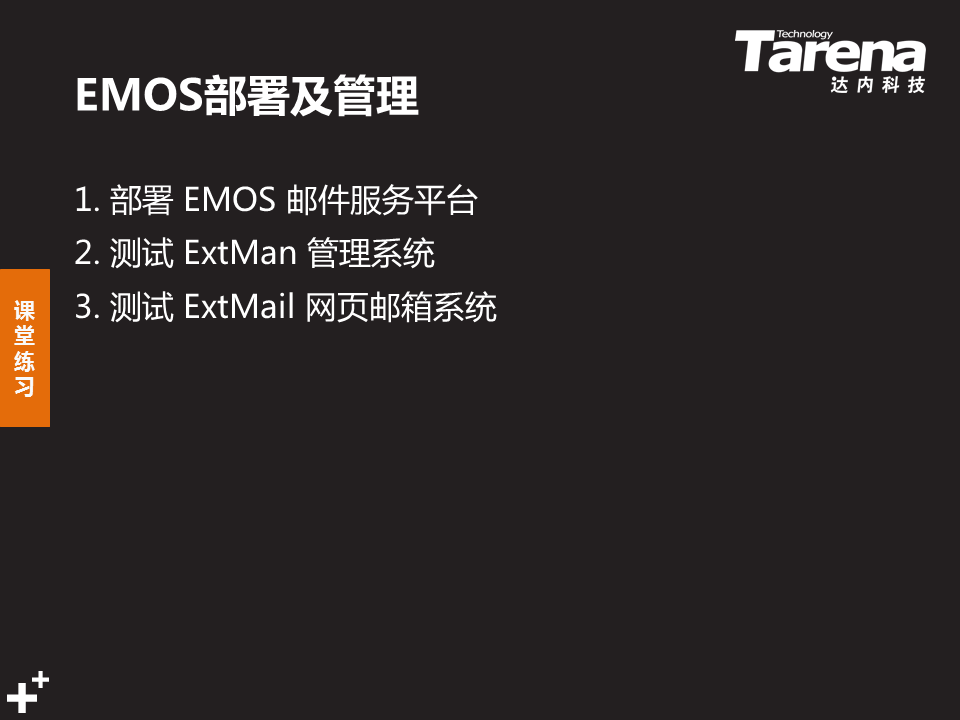 Technology
Tarena
达内科技
EMOS部署及管理
1. 部署 EMOS 邮件服务平台
2. 测试 ExtMan 管理系统
3. 测试 ExtMail 网页邮箱系统
课
堂
练
习